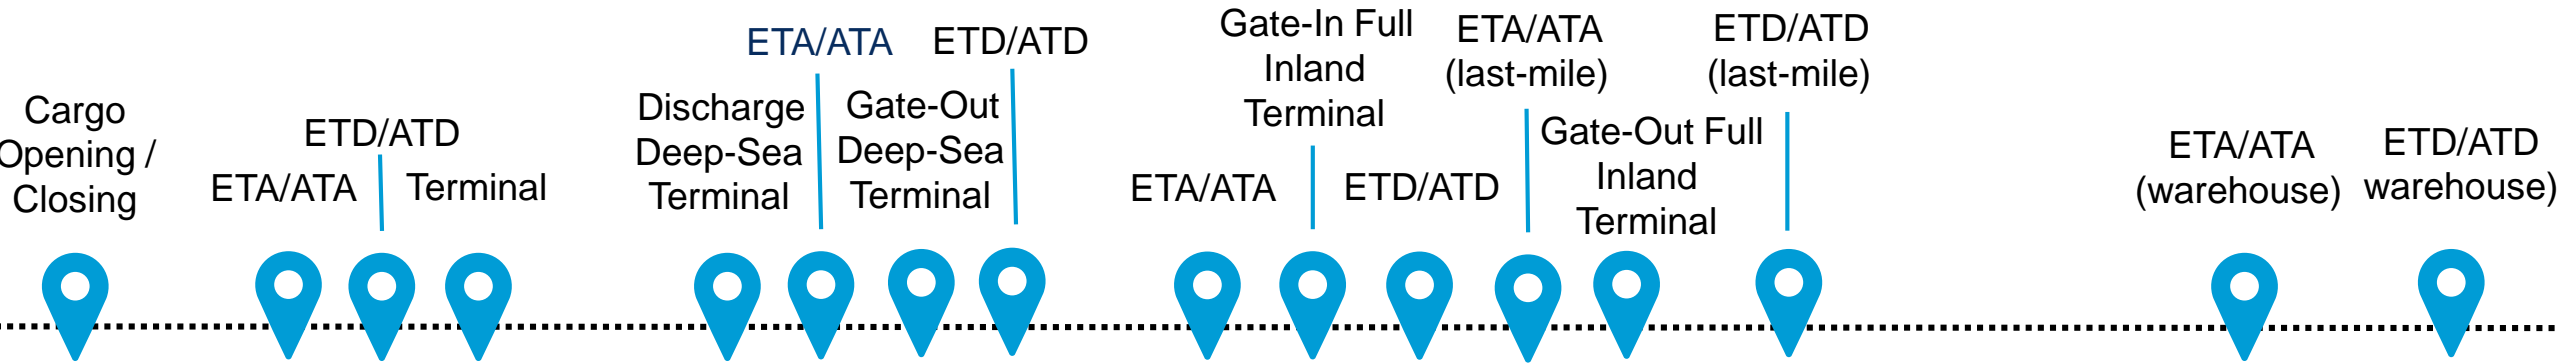 Cargo
Opening /
Closing
ETA/ATA
ETD/ATD
Terminal
Discharge
Deep-Sea
Terminal
ETA/ATA
Gate-Out
Deep-Sea
Terminal
ETD/ATD
ETA/ATA
Gate-In Full
Inland
Terminal
ETD/ATD
ETA/ATA
(last-mile)
Gate-Out Full
Inland
Terminal
ETD/ATD
(last-mile)
ETA/ATA
(warehouse)
ETD/ATD
warehouse)